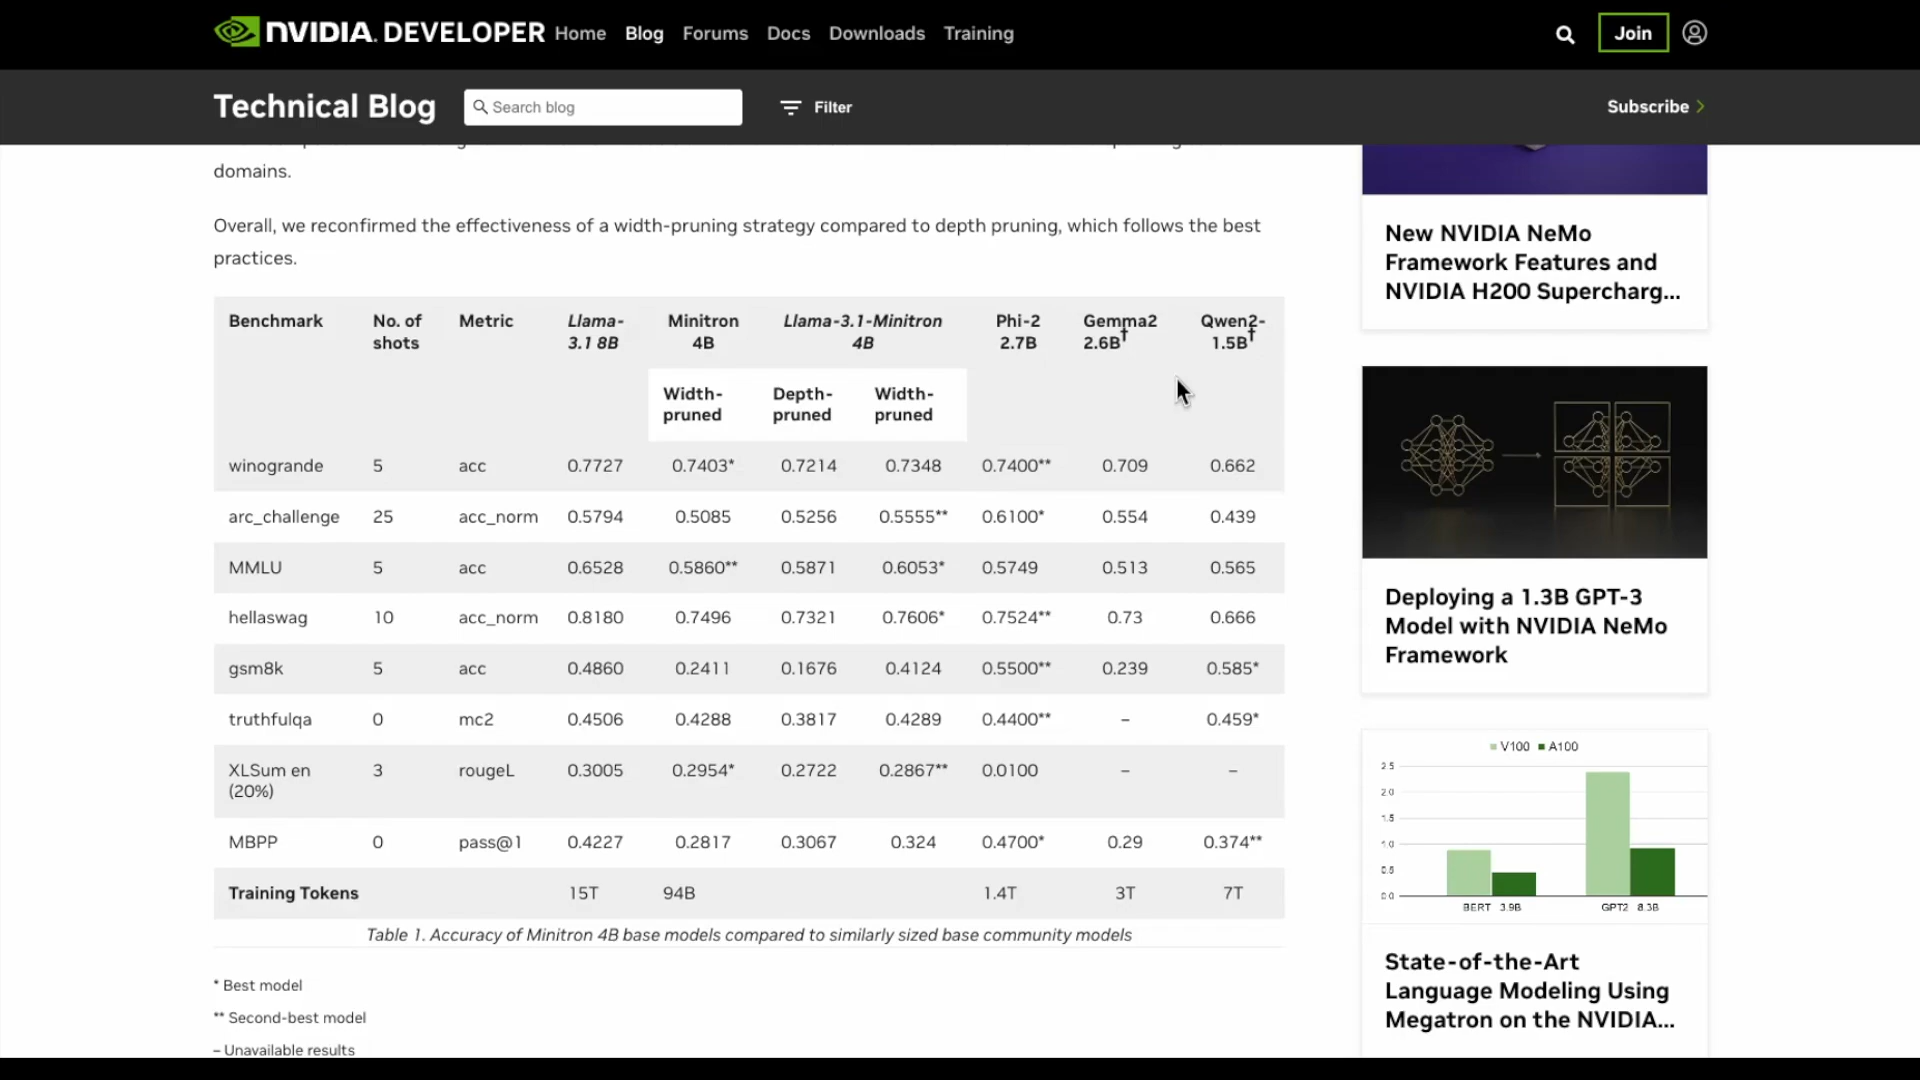 NVIDIA. DEVELOPER Home Blog Forums Docs Downloads Training Join
Technical Blog Search blog Filter Subscribe
domains.
Overall, we reconfirmed the effectiveness of a width-pruning strategy compared to depth pruning, which follows the best
practices.
Benchmark No. of shots Metric Llama-3.1 8B Minitron 4B Llama-3.1-Minitron 4B Phi-2 2.7B Gemma2 2.6B† Qwen2-1.5B†
Width-pruned Depth-pruned Width-pruned
winogrande 5 acc 0.7727 0.7403* 0.7214 0.7348 0.7400** 0.709 0.662
arc_challenge 25 acc_norm 0.5794 0.5085 0.5256 0.5555** 0.6100* 0.554 0.439
MMLU 5 acc 0.6528 0.5860** 0.5871 0.6053* 0.5749 0.513 0.565
hellaswag 10 acc_norm 0.8180 0.7496 0.7321 0.7606* 0.7524** 0.73 0.666
gsm8k 5 acc 0.4860 0.2411 0.1676 0.4124 0.5500** 0.239 0.585*
truthfulqa 0 mc2 0.4506 0.4288 0.3817 0.4289 0.4400** – 0.459*
XLSum en (20%) 3 rougeL 0.3005 0.2954* 0.2722 0.2867** 0.0100 – –
MBPP 0 pass@1 0.4227 0.2817 0.3067 0.324 0.4700* 0.29 0.374**
Training Tokens 15T 94B 1.4T 3T 7T
Table 1. Accuracy of Minitron 4B base models compared to similarly sized base community models
* Best model
** Second-best model
– Unavailable results
New NVIDIA NeMo
Framework Features and
NVIDIA H200 Supercharg...
Deploying a 1.3B GPT-3
Model with NVIDIA NeMo
Framework
V100 A100
2.5
2.0
1.5
1.0
0.5
0.0
BERT 3.9B GPT2 8.3B
State-of-the-Art
Language Modeling Using
Megatron on the NVIDIA...